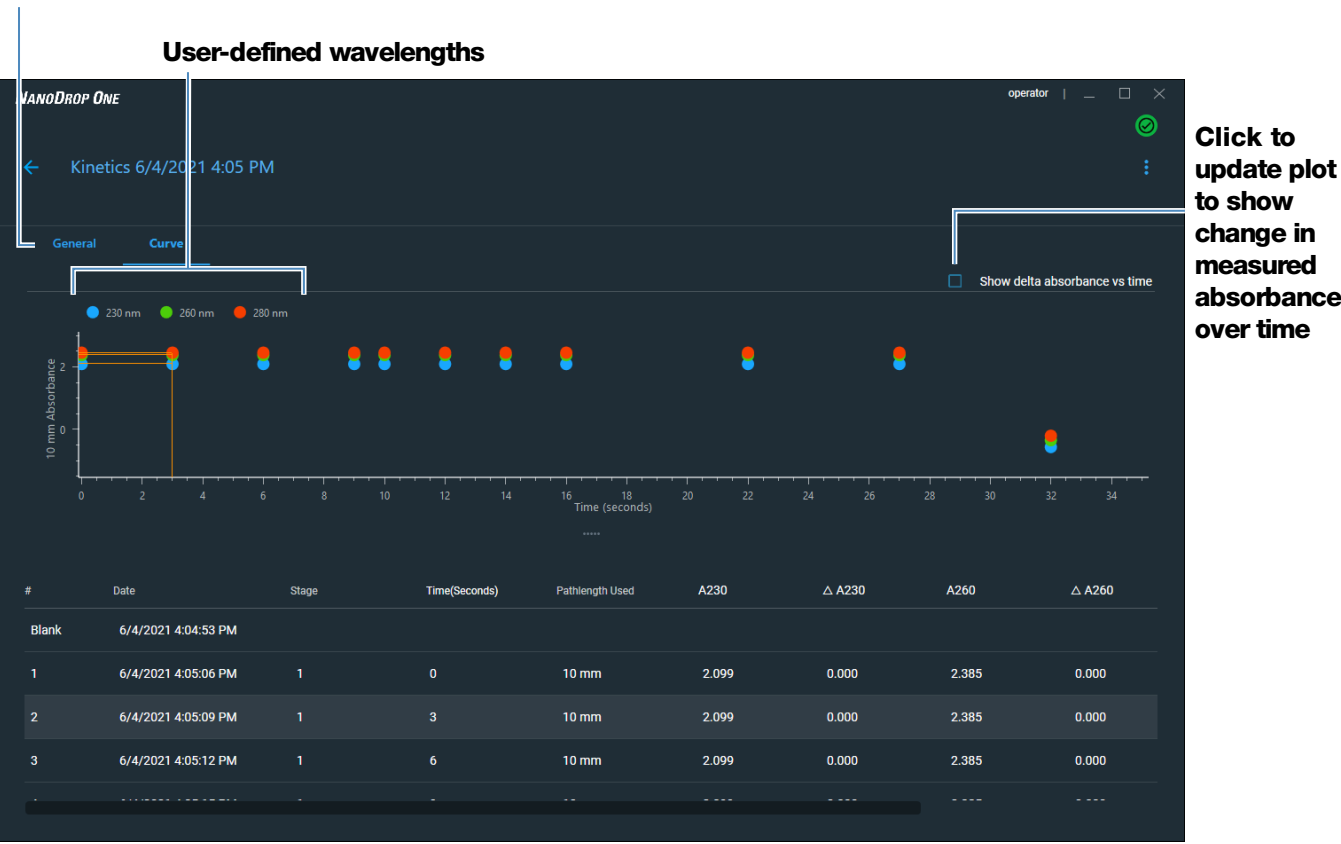 User-defined wavelengths
NANODROP ONE
operator
Kinetics 6/4/2021 4:05 PM
Click to
update plot
to show
change in
measured
absorbance
over time
General Curve
Show delta absorbance vs time
230 nm 260 nm 280 nm
10 mm Absorbance
2
0
0 2 4 6 8 10 12 14 16 18 20 22 24 26 28 30 32 34
Time (seconds)
# Date Stage Time(Seconds) Pathlength Used A230 △ A230 A260 △ A260
Blank 6/4/2021 4:04:53 PM
1 6/4/2021 4:05:06 PM 1 0 10 mm 2.099 0.000 2.385 0.000
2 6/4/2021 4:05:09 PM 1 3 10 mm 2.099 0.000 2.385 0.000
3 6/4/2021 4:05:12 PM 1 6 10 mm 2.099 0.000 2.385 0.000